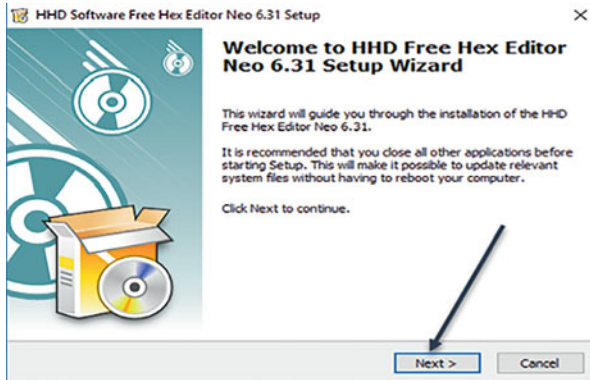 HHD Software Free Hex Editor Neo 6.31 Setup
Welcome to HHD Free Hex Editor
Neo 6.31 Setup Wizard
This wizard will guide you through the installation of the HHD
Free Hex Editor Neo 6.31.
It is recommended that you close all other applications before
starting Setup. This will make it possible to update relevant
system files without having to reboot your computer.
Click Next to continue.
Next >
Cancel